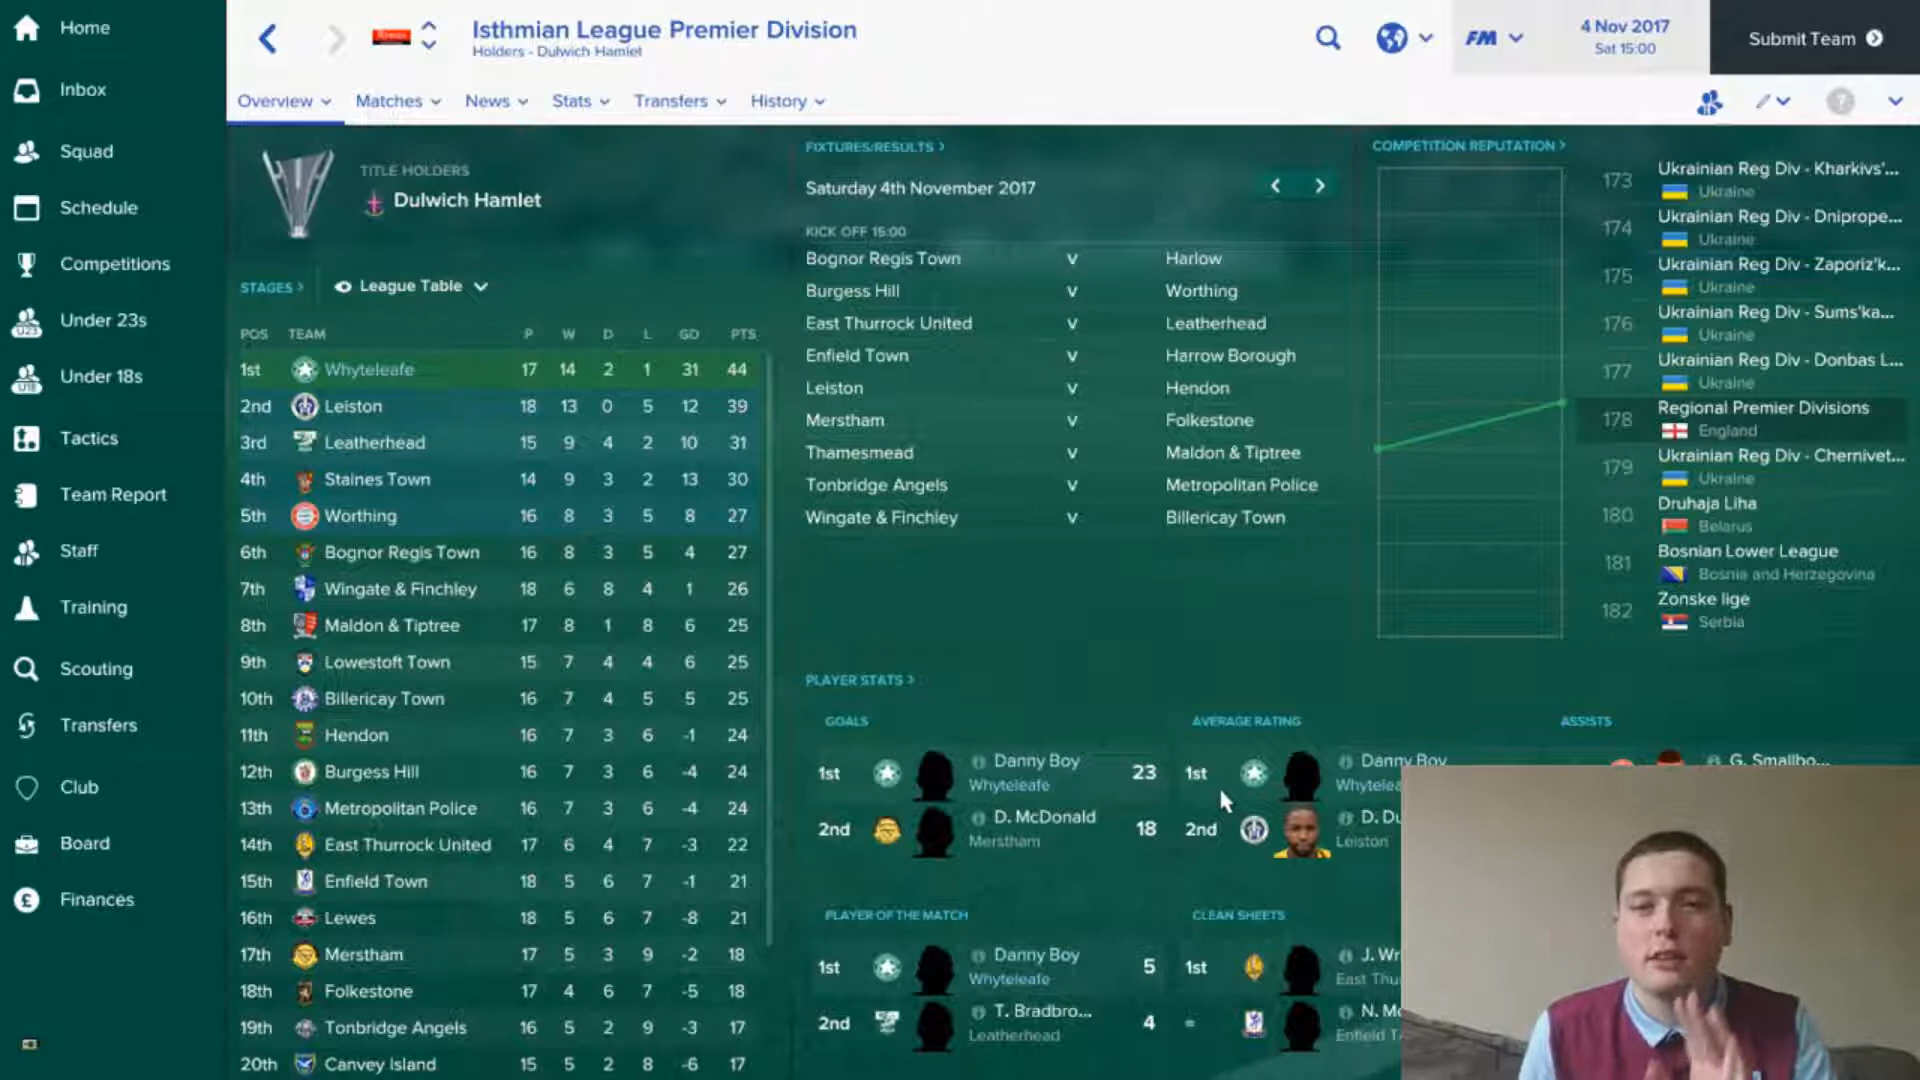 Home
Inbox
Squad
Schedule
Competitions
Under 23s
Under 18s
Tactics
Team Report
Staff
Training
Scouting
Transfers
Club
Board
Finances
Isthmian League Premier Division
Holders - Dulwich Hamlet
FM
4 Nov 2017
Sat 15:00
Submit Team
Overview Matches News Stats Transfers History
TITLE HOLDERS
Dulwich Hamlet
STAGES > League Table
POS TEAM P W D L GD PTS
1st Whyteleafe 17 14 2 1 31 44
2nd Leiston 18 13 0 5 12 39
3rd Leatherhead 15 9 4 2 10 31
4th Staines Town 14 9 3 2 13 30
5th Worthing 16 8 3 5 8 27
6th Bognor Regis Town 16 8 3 5 4 27
7th Wingate & Finchley 18 6 8 4 1 26
8th Maldon & Tiptree 17 8 1 8 6 25
9th Lowestoft Town 15 7 4 4 6 25
10th Billericay Town 16 7 4 5 5 25
11th Hendon 16 7 3 6 -1 24
12th Burgess Hill 16 7 3 6 -4 24
13th Metropolitan Police 16 7 3 6 -4 24
14th East Thurrock United 17 6 4 7 -3 22
15th Enfield Town 18 5 6 7 -1 21
16th Lewes 18 5 6 7 -8 21
17th Merstham 17 5 3 9 -2 18
18th Folkestone 17 4 6 7 -5 18
19th Tonbridge Angels 16 5 2 9 -3 17
20th Canvey Island 15 5 2 8 -6 17
FIXTURES/RESULTS >
Saturday 4th November 2017
KICK OFF 15:00
Bognor Regis Town v Harlow
Burgess Hill v Worthing
East Thurrock United v Leatherhead
Enfield Town v Harrow Borough
Leiston v Hendon
Merstham v Folkestone
Thamesmead v Maldon & Tiptree
Tonbridge Angels v Metropolitan Police
Wingate & Finchley v Billericay Town
COMPETITION REPUTATION >
173 Ukrainian Reg Div - Kharkivs'...
Ukraine
174 Ukrainian Reg Div - Dniprope...
Ukraine
175 Ukrainian Reg Div - Zaporiz'k...
Ukraine
176 Ukrainian Reg Div - Sums'ka...
Ukraine
177 Ukrainian Reg Div - Donbas L...
Ukraine
178 Regional Premier Divisions
England
179 Ukrainian Reg Div - Chernivet...
Ukraine
180 Druhaja Liha
Belarus
181 Bosnian Lower League
Bosnia and Herzegovina
182 Zonske lige
Serbia
PLAYER STATS >
GOALS
1st Danny Boy 23
Whyteleafe
2nd D. McDonald 18
Merstham
AVERAGE RATING
1st Danny Boy
Whytelea
2nd D. Du
Leiston
ASSISTS
G. Smallbo...
PLAYER OF THE MATCH
1st Danny Boy 5
Whyteleafe
2nd T. Bradbro... 4
Leatherhead
CLEAN SHEETS
1st J. Wr
East Thu
= N. Mc
Enfield T